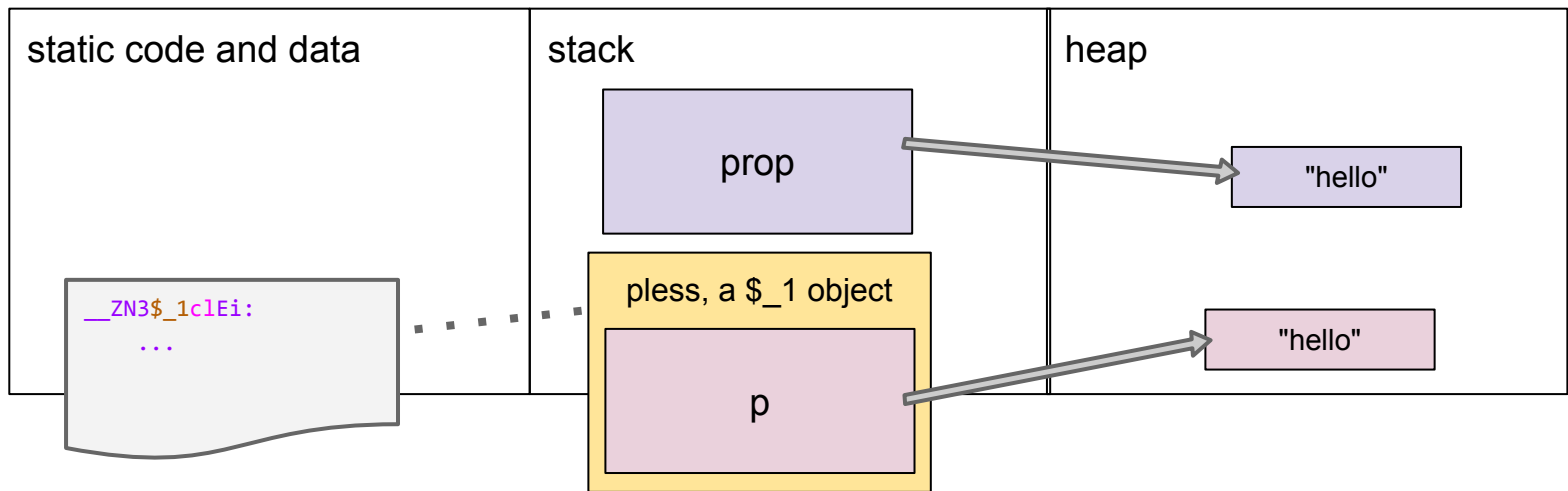 static code and data
stack
heap
prop
"hello"
pless, a $_1 object
__ZN3$_1clEi:
...
"hello"
p